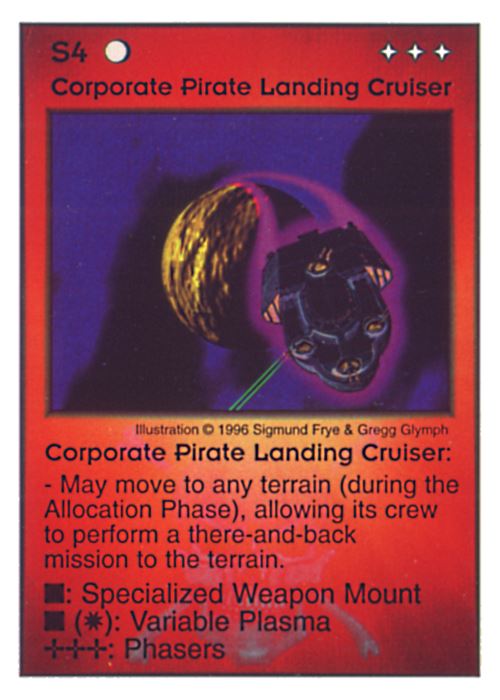 S4
Corporate Pirate Landing Cruiser
Illustration © 1996 Sigmund Frye & Gregg Glymph
Corporate Pirate Landing Cruiser:
- May move to any terrain (during the
Allocation Phase), allowing its crew
to perform a there-and-back
mission to the terrain.
■: Specialized Weapon Mount
■ (✷): Variable Plasma
✢✢✢: Phasers